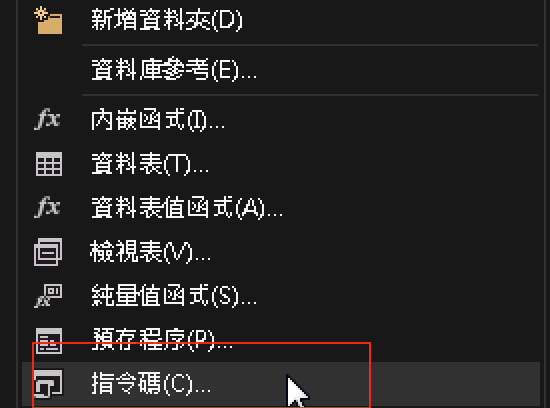 新增資料夾(D)
資料庫參考(E)...
內嵌函式(I)...
資料表(T)...
資料表值函式(A)...
檢視表(V)...
純量值函式(S)...
預存程序(P)...
指令碼(C)...